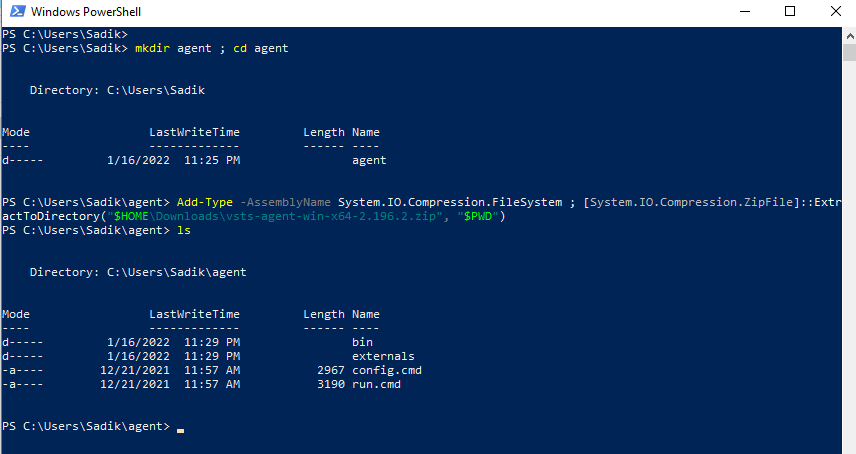 Windows PowerShell
PS C:\Users\Sadik>
PS C:\Users\Sadik> mkdir agent ; cd agent
Directory: C:\Users\Sadik
Mode                 LastWriteTime         Length Name
----                 -------------         ------ ----
d-----         1/16/2022  11:25 PM                agent
PS C:\Users\Sadik\agent> Add-Type -AssemblyName System.IO.Compression.FileSystem ; [System.IO.Compression.ZipFile]::Extr
actToDirectory("$HOME\Downloads\vsts-agent-win-x64-2.196.2.zip", "$PWD")
PS C:\Users\Sadik\agent> ls
Directory: C:\Users\Sadik\agent
Mode                 LastWriteTime         Length Name
----                 -------------         ------ ----
d-----         1/16/2022  11:29 PM                bin
d-----         1/16/2022  11:29 PM                externals
-a----        12/21/2021  11:57 AM           2967 config.cmd
-a----        12/21/2021  11:57 AM           3190 run.cmd
PS C:\Users\Sadik\agent>